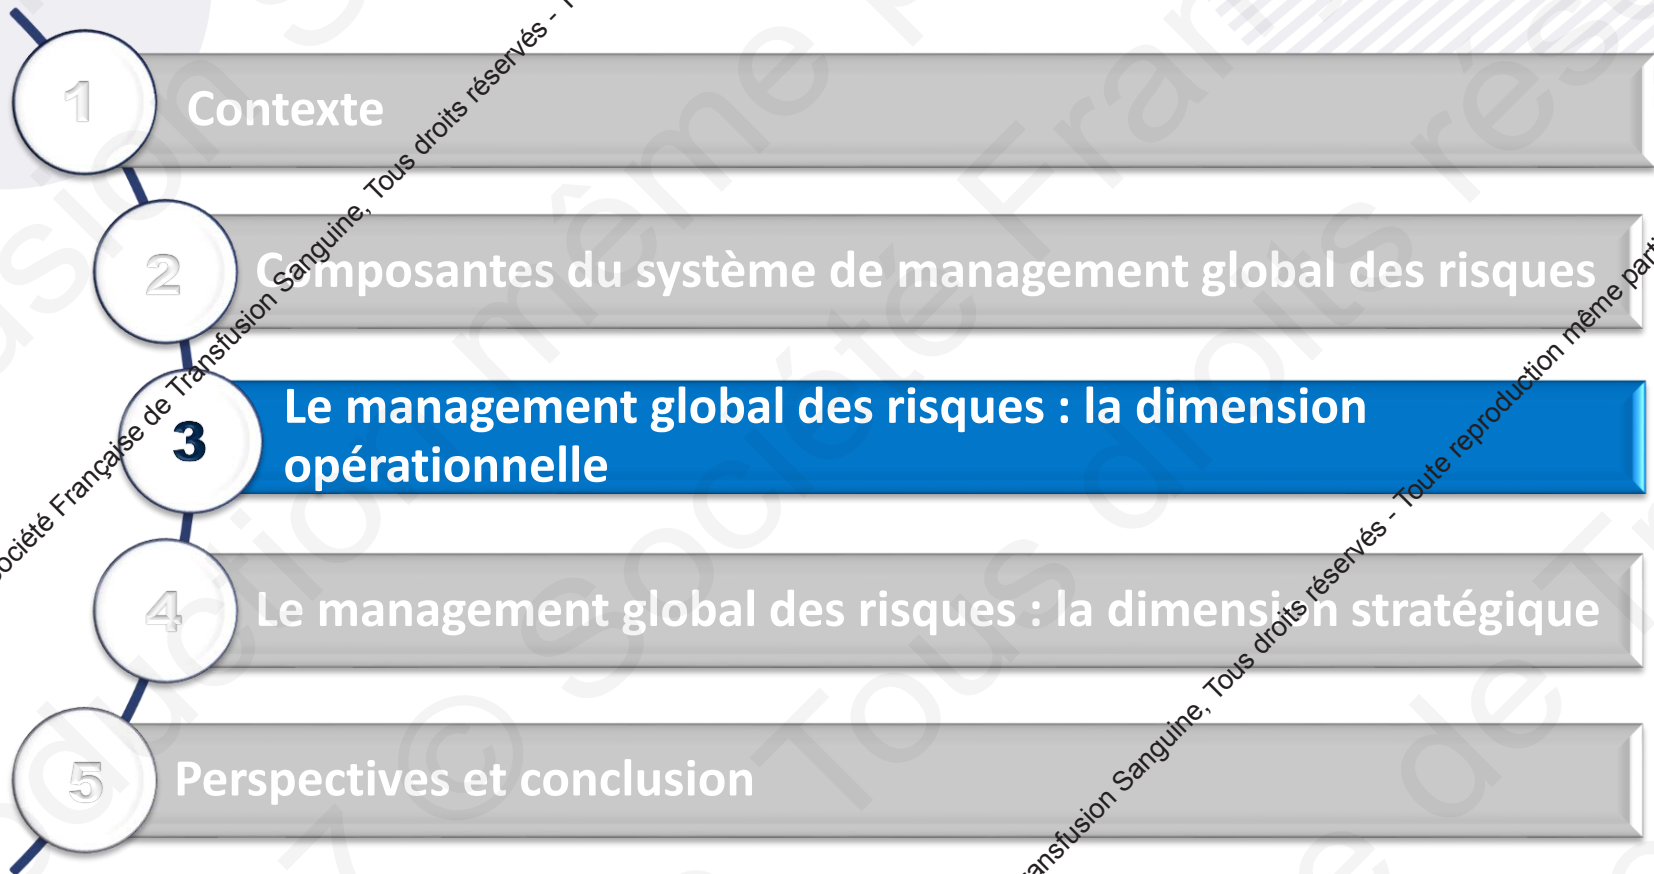 1
Contexte
2
Composantes du système de management global des risques
3
Le management global des risques : la dimension
opérationnelle
4
Le management global des risques : la dimension stratégique
5
Perspectives et conclusion
Française de Transfusion Sanguine, Tous droits réservés -
Transfusion Sanguine, Tous droits réservés - Toute reproduction même